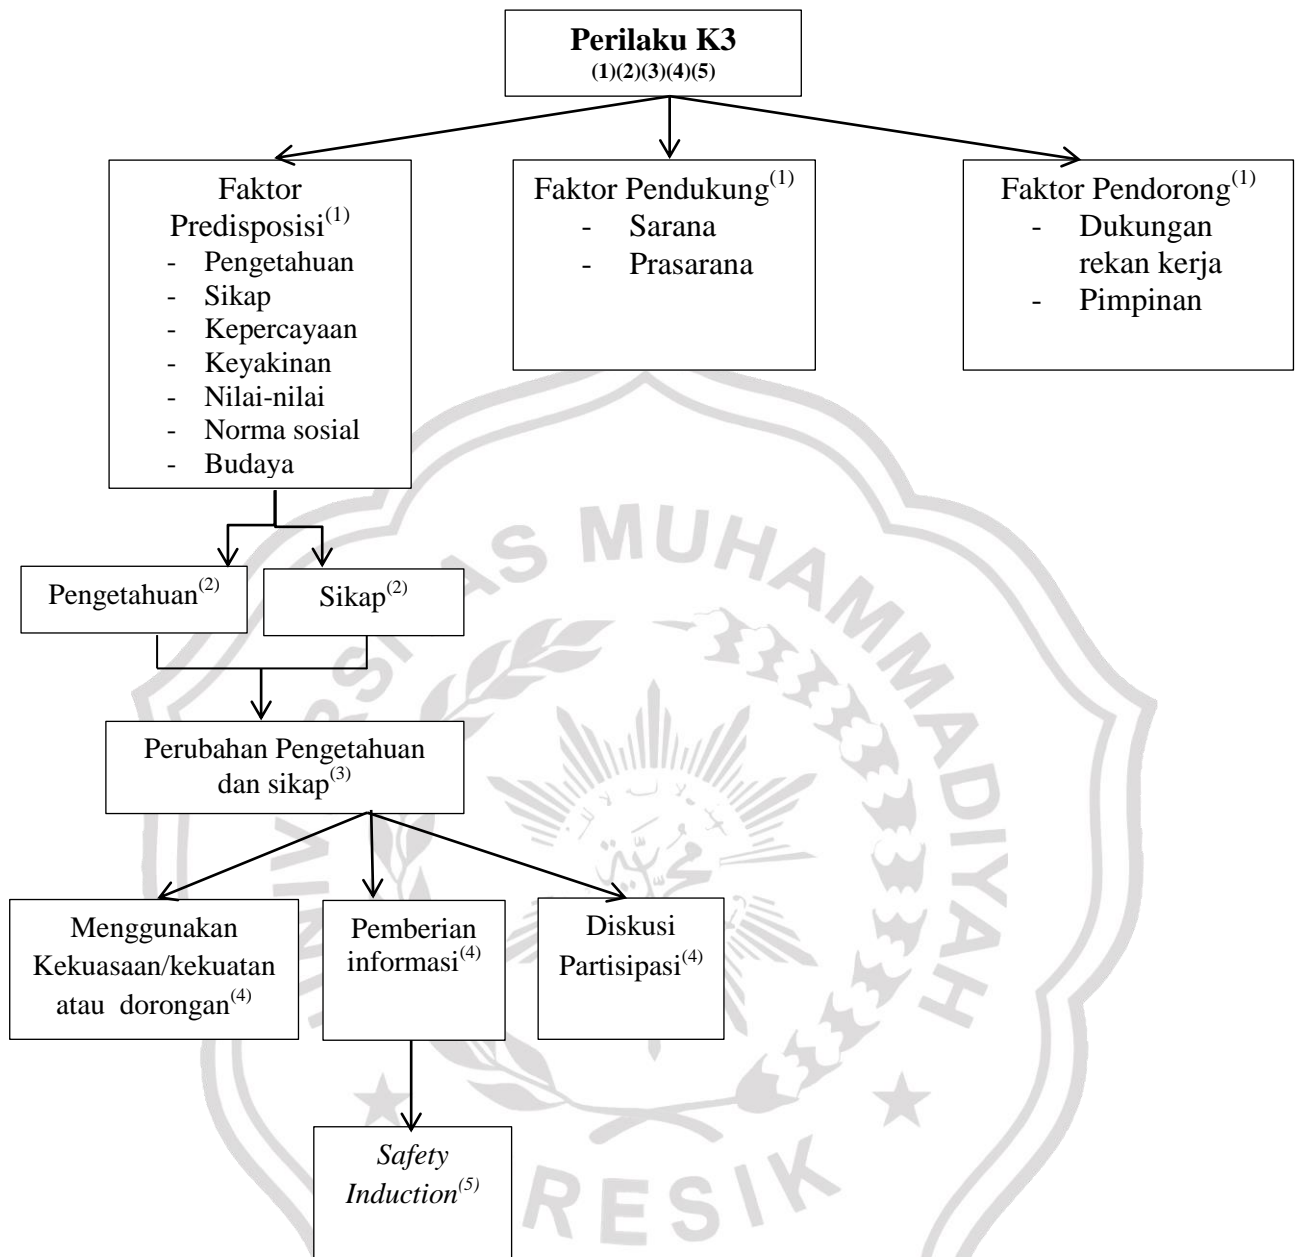 Perilaku K3
(1)(2)(3)(4)(5)
Faktor
Predisposisi(1)
- Pengetahuan
- Sikap
- Kepercayaan
- Keyakinan
- Nilai-nilai
- Norma sosial
- Budaya
Faktor Pendukung(1)
- Sarana
- Prasarana
Faktor Pendorong(1)
- Dukungan
rekan kerja
- Pimpinan
Pengetahuan(2)
Sikap(2)
Perubahan Pengetahuan
dan sikap(3)
Menggunakan
Kekuasaan/kekuatan
atau dorongan(4)
Pemberian
informasi(4)
Diskusi
Partisipasi(4)
Safety
Induction(5)
MUHAMMADIYAH
RESIK